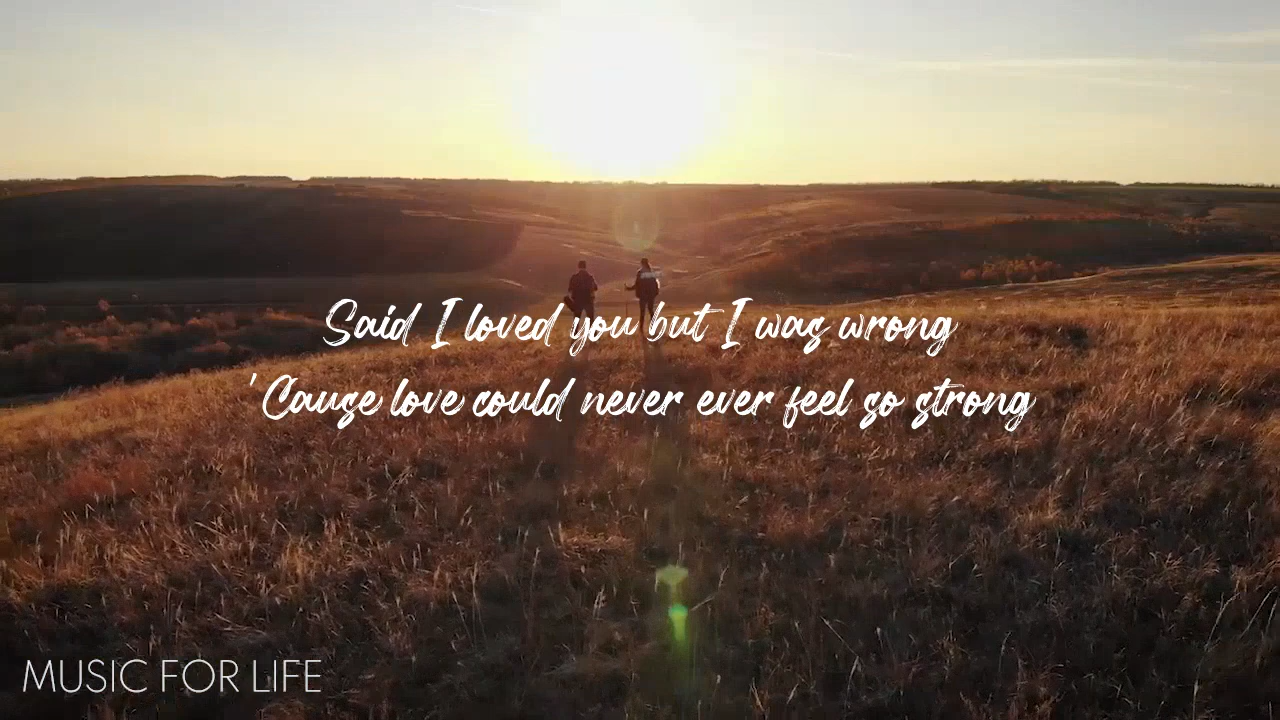 Said I loved you but I was wrong
'Cause love could never ever feel so strong
MUSIC FOR LIFE